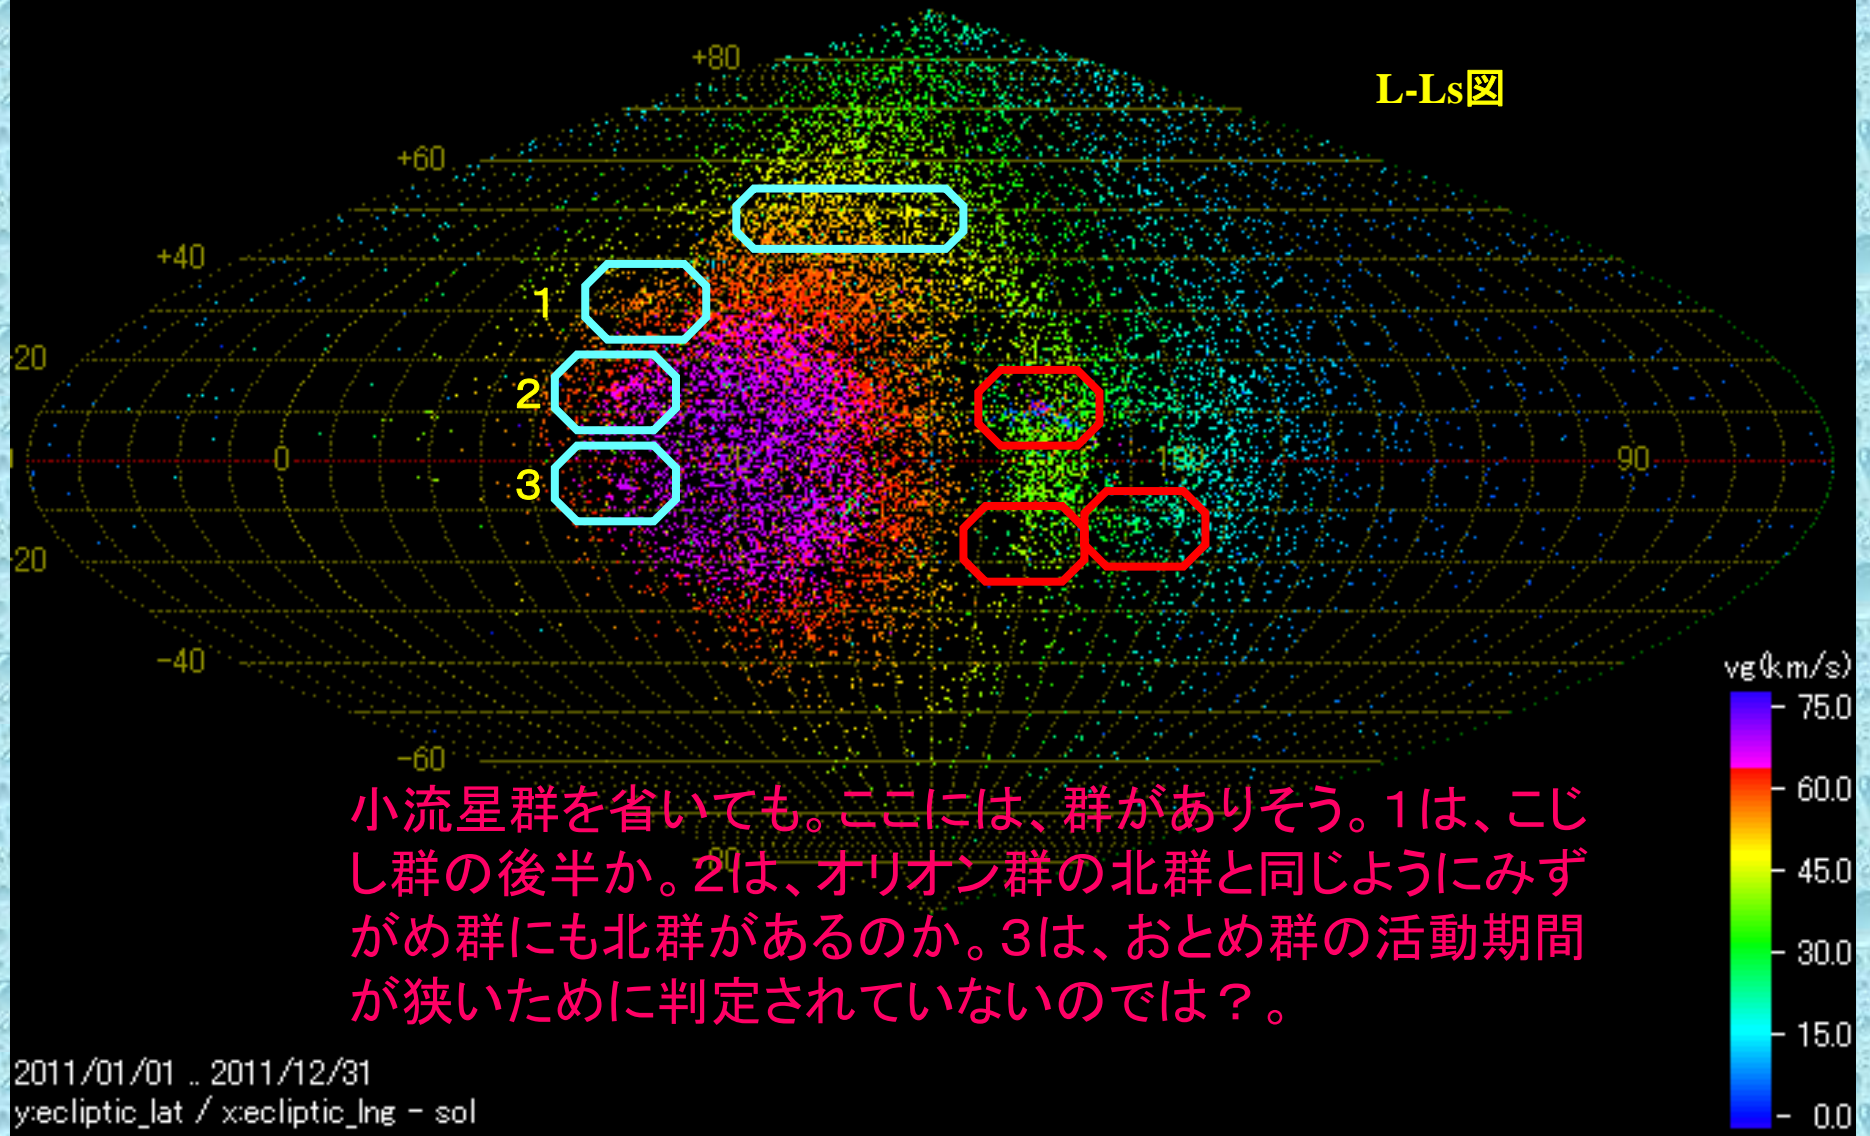 +80
L-Ls図
+60
+40
1
20
2
0
90
3
20
-40
vg(km/s)
75.0
-60
60.0
小流星群を省いても。ここには、群がありそう。1は、こじ
し群の後半か。2は、オリオン群の北群と同じようにみず
45.0
がめ群にも北群があるのか。3は、おとめ群の活動期間
30.0
が狭いために判定されていないのでは?。
15.0
2011/01/01 .. 2011/12/31
y:ecliptic_lat / x:ecliptic_lng - sol
0.0